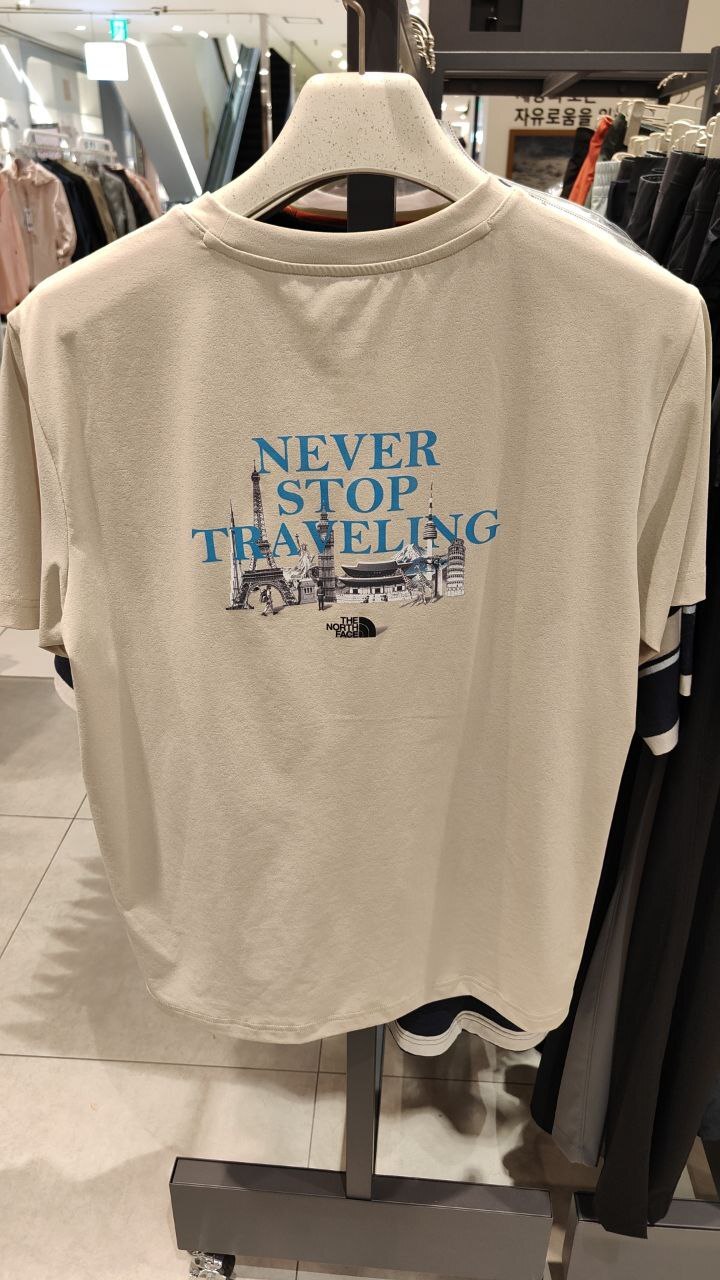 자유로움을
NEVER
STOP
TRAVELING
THE
NORTH
FACE